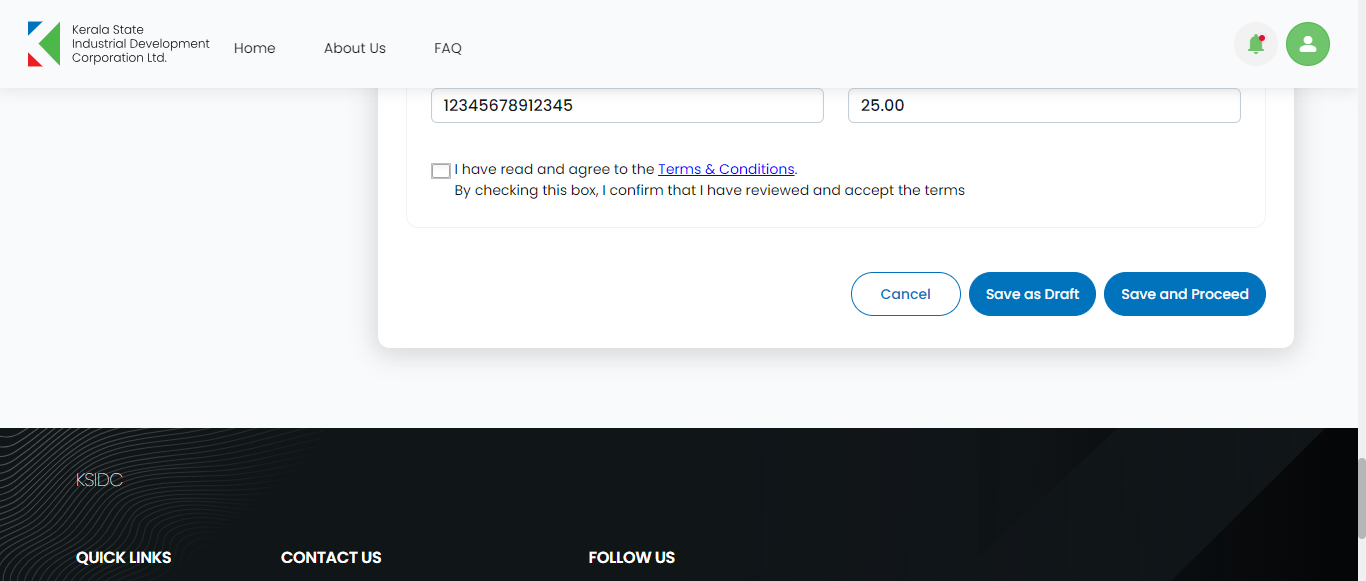 Kerala State
Industrial Development
Corporation Ltd.
Home
About Us
FAQ
12345678912345
25.00
I have read and agree to the Terms & Conditions.
By checking this box, I confirm that I have reviewed and accept the terms
Cancel
Save as Draft
Save and Proceed
KSIDC
QUICK LINKS
CONTACT US
FOLLOW US